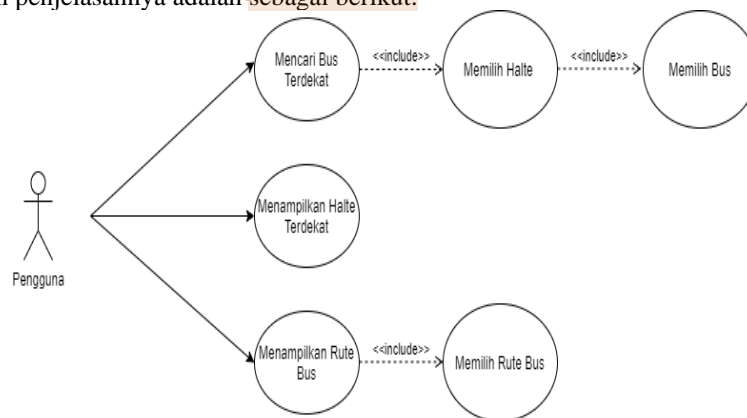 penjelasannya adalah sebagai berikut:
Mencari Bus
Terdekat
<<include>>
Memilih Halte
<<include>>
Memilih Bus
Menampilkan Halte
Terdekat
Pengguna
Menampilkan Rute
Bus
<<include>>
Memilih Rute Bus